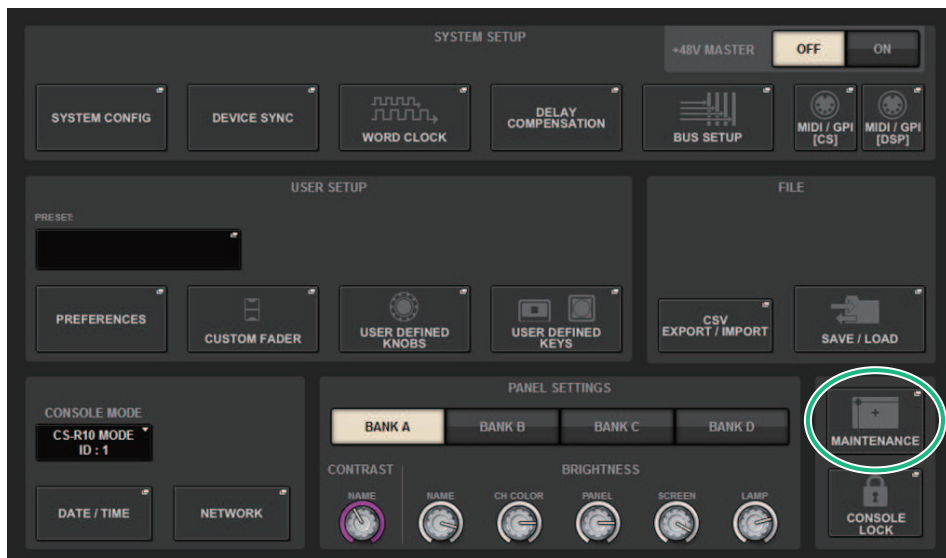 SYSTEM SETUP
+48V MASTER
OFF
ON
SYSTEM CONFIG
DEVICE SYNC
WORD CLOCK
DELAY
COMPENSATION
BUS SETUP
MIDI / GPI
[CS]
MIDI / GPI
[DSP]
USER SETUP
FILE
PRESET:
PREFERENCES
CUSTOM FADER
USER DEFINED
KNOBS
USER DEFINED
KEYS
CSV
EXPORT / IMPORT
SAVE / LOAD
CONSOLE MODE
CS-R10 MODE
ID : 1
DATE / TIME
NETWORK
PANEL SETTINGS
BANK A
BANK B
BANK C
BANK D
CONTRAST
BRIGHTNESS
NAME
NAME
CH COLOR
PANEL
SCREEN
LAMP
MAINTENANCE
CONSOLE
LOCK